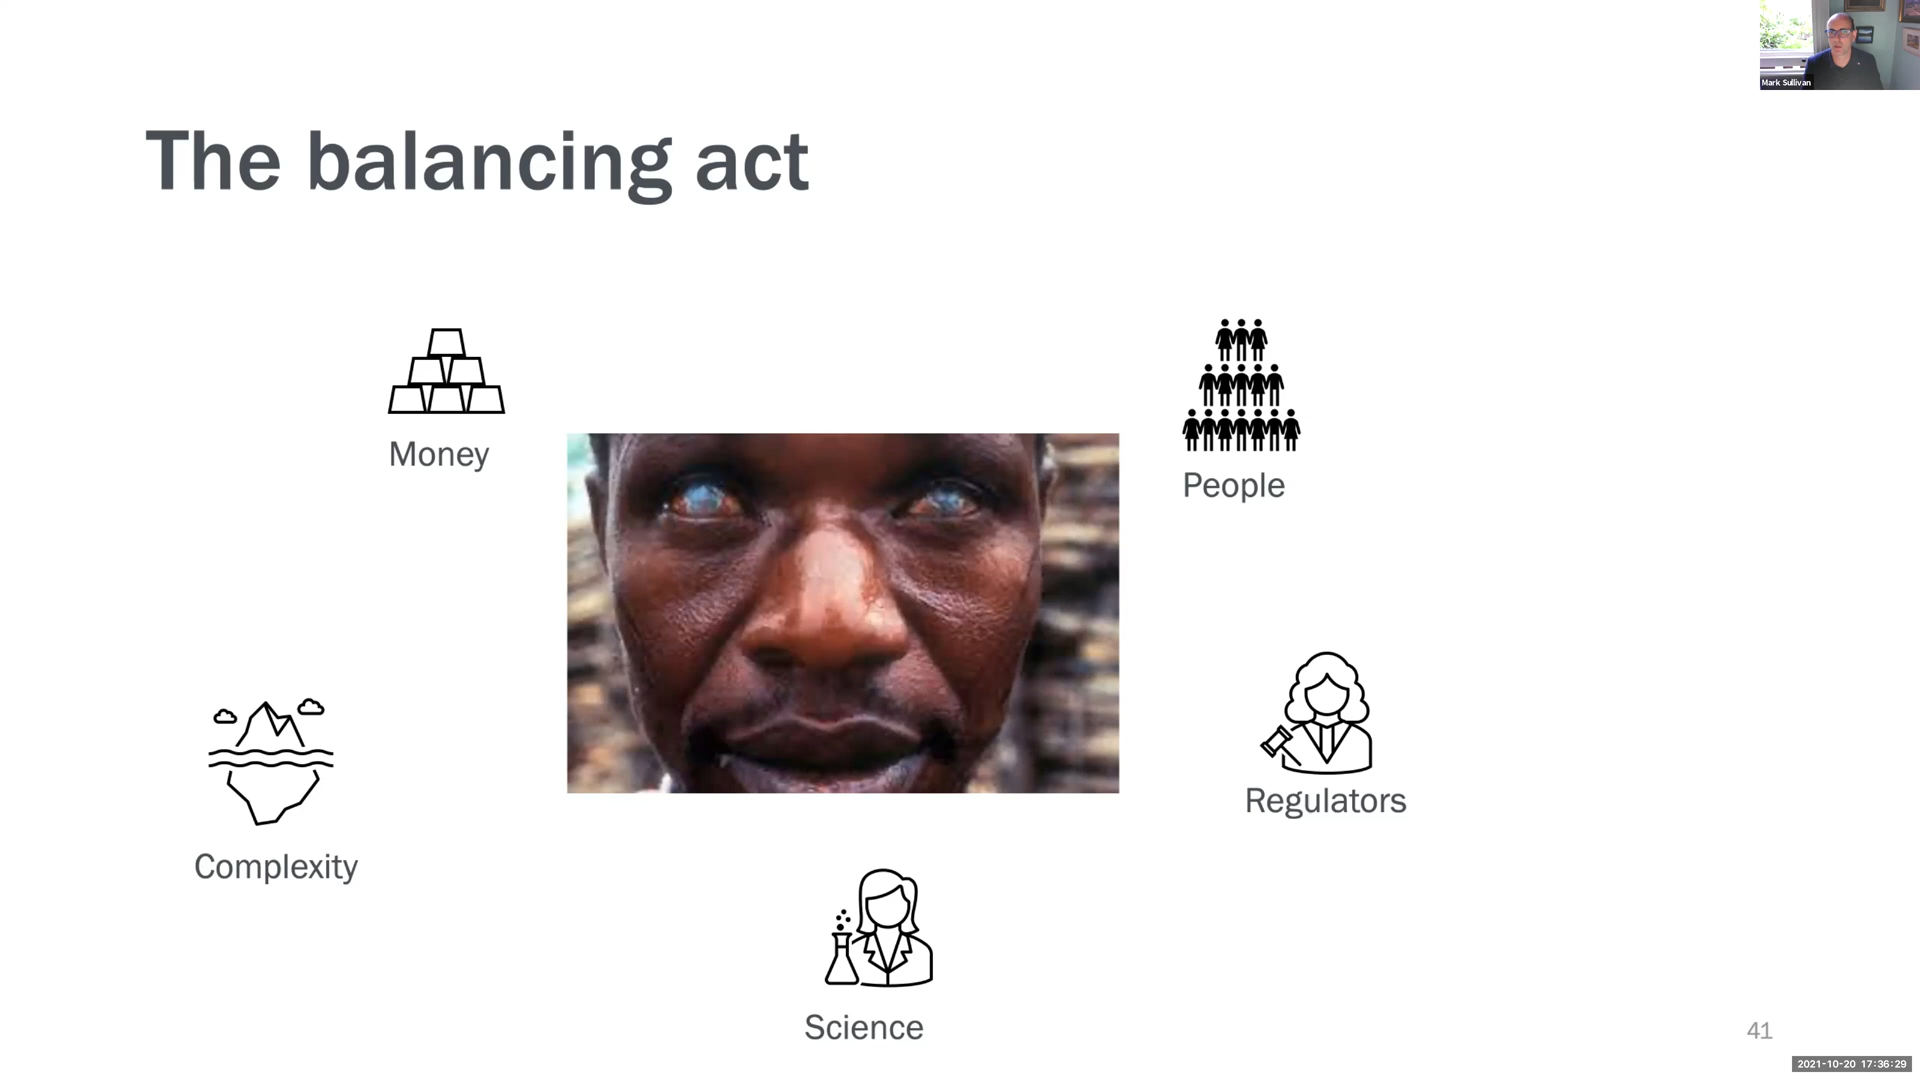 Mark Sullivan
The balancing act
Money
People
Regulators
Complexity
Science
41
2021-10-20 17:36:29